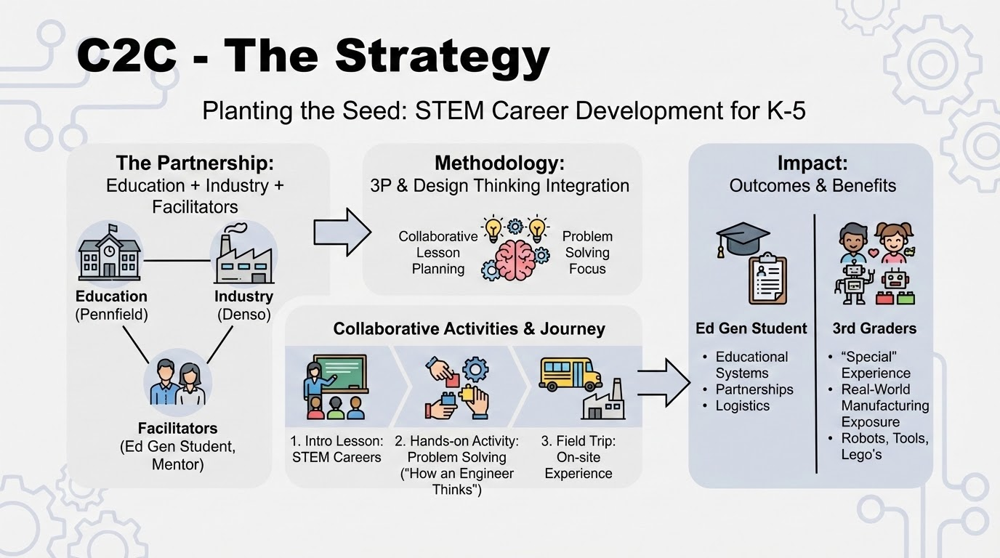 C2C - The Strategy
Planting the Seed: STEM Career Development for K-5
The Partnership:
Education + Industry +
Facilitators
Education
(Pennfield)
Industry
(Denso)
Facilitators
(Ed Gen Student,
Mentor)
Methodology:
3P & Design Thinking Integration
Collaborative
Lesson
Planning
Problem
Solving
Focus
Collaborative Activities & Journey
1. Intro Lesson:
STEM Careers
2. Hands-on Activity:
Problem Solving
("How an Engineer
Thinks")
3. Field Trip:
On-site
Experience
Impact:
Outcomes & Benefits
Ed Gen Student
• Educational
Systems
• Partnerships
• Logistics
3rd Graders
• “Special"
Experience
• Real-World
Manufacturing
Exposure
• Robots, Tools,
Lego's